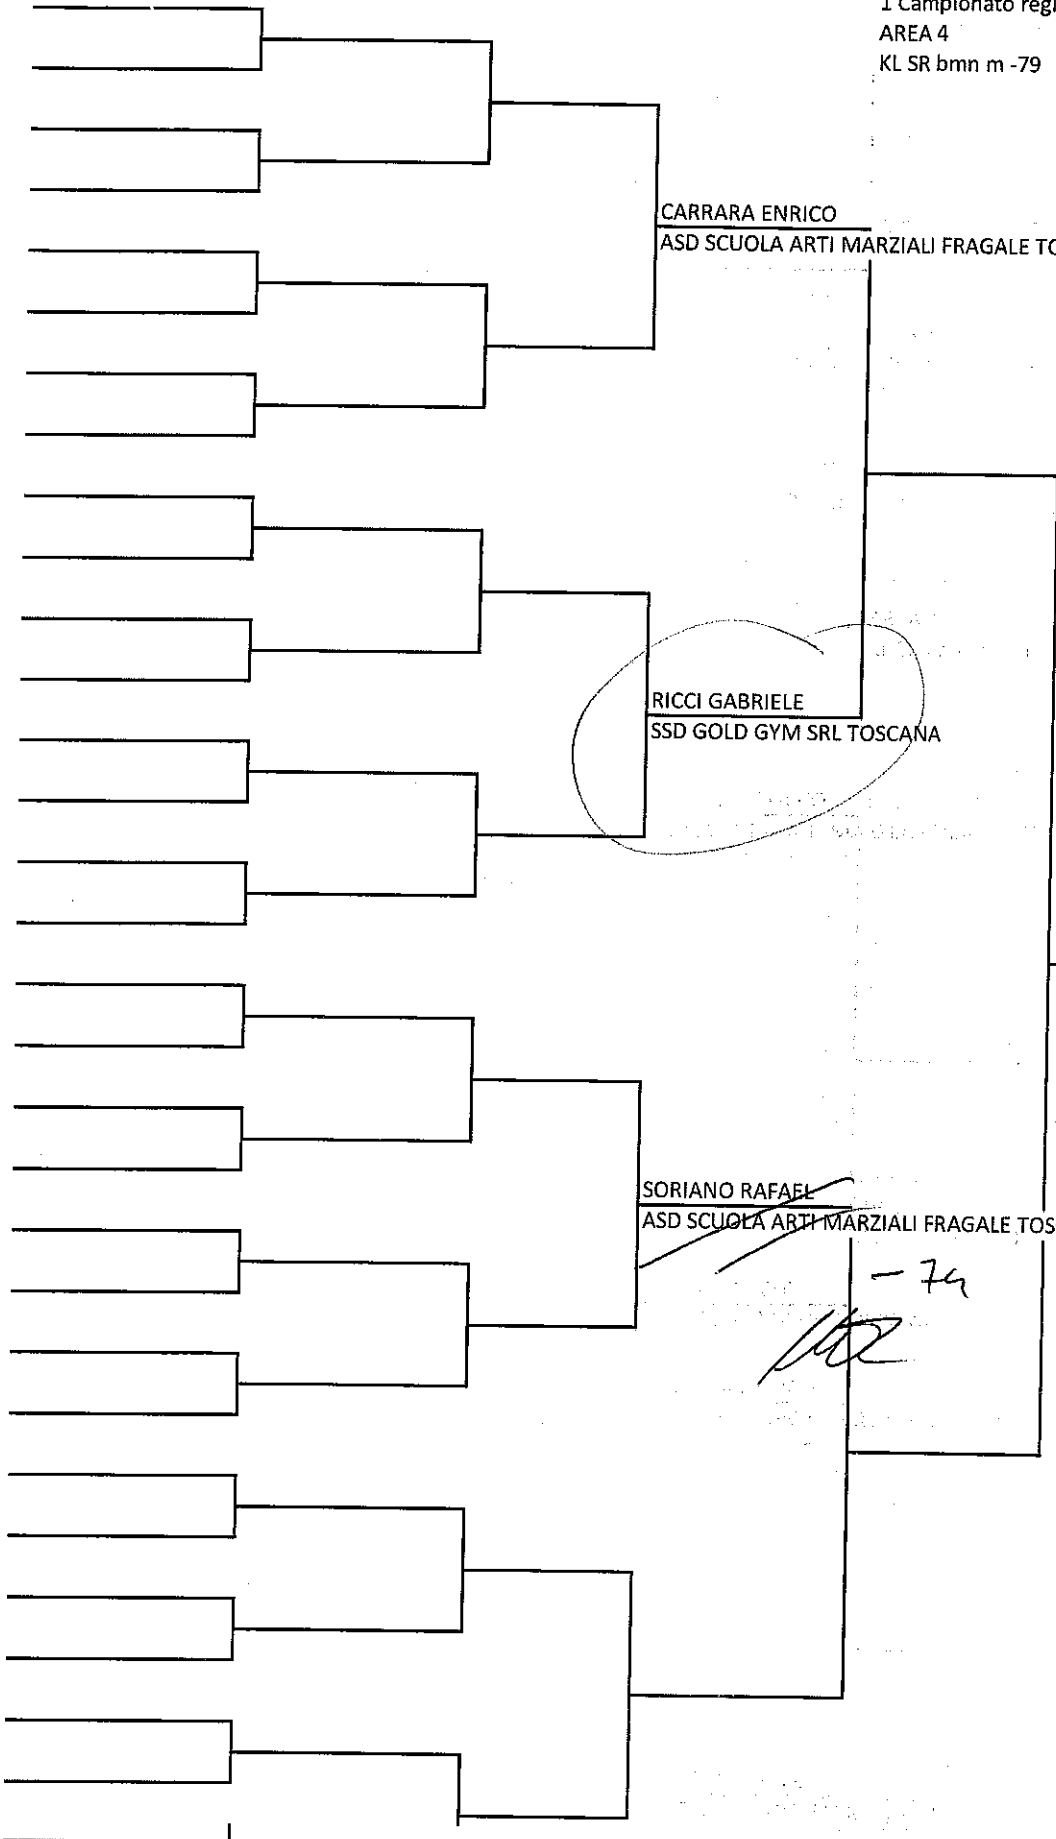 1 Campionato regi
AREA 4
KL SR bmn m -79
CARRARA ENRICO
ASD SCUOLA ARTI MARZIALI FRAGALE TO
RICCI GABRIELE
SSD GOLD GYM SRL TOSCANA
SORIANO RAFAEL
ASD SCUOLA ARTI MARZIALI FRAGALE TOS